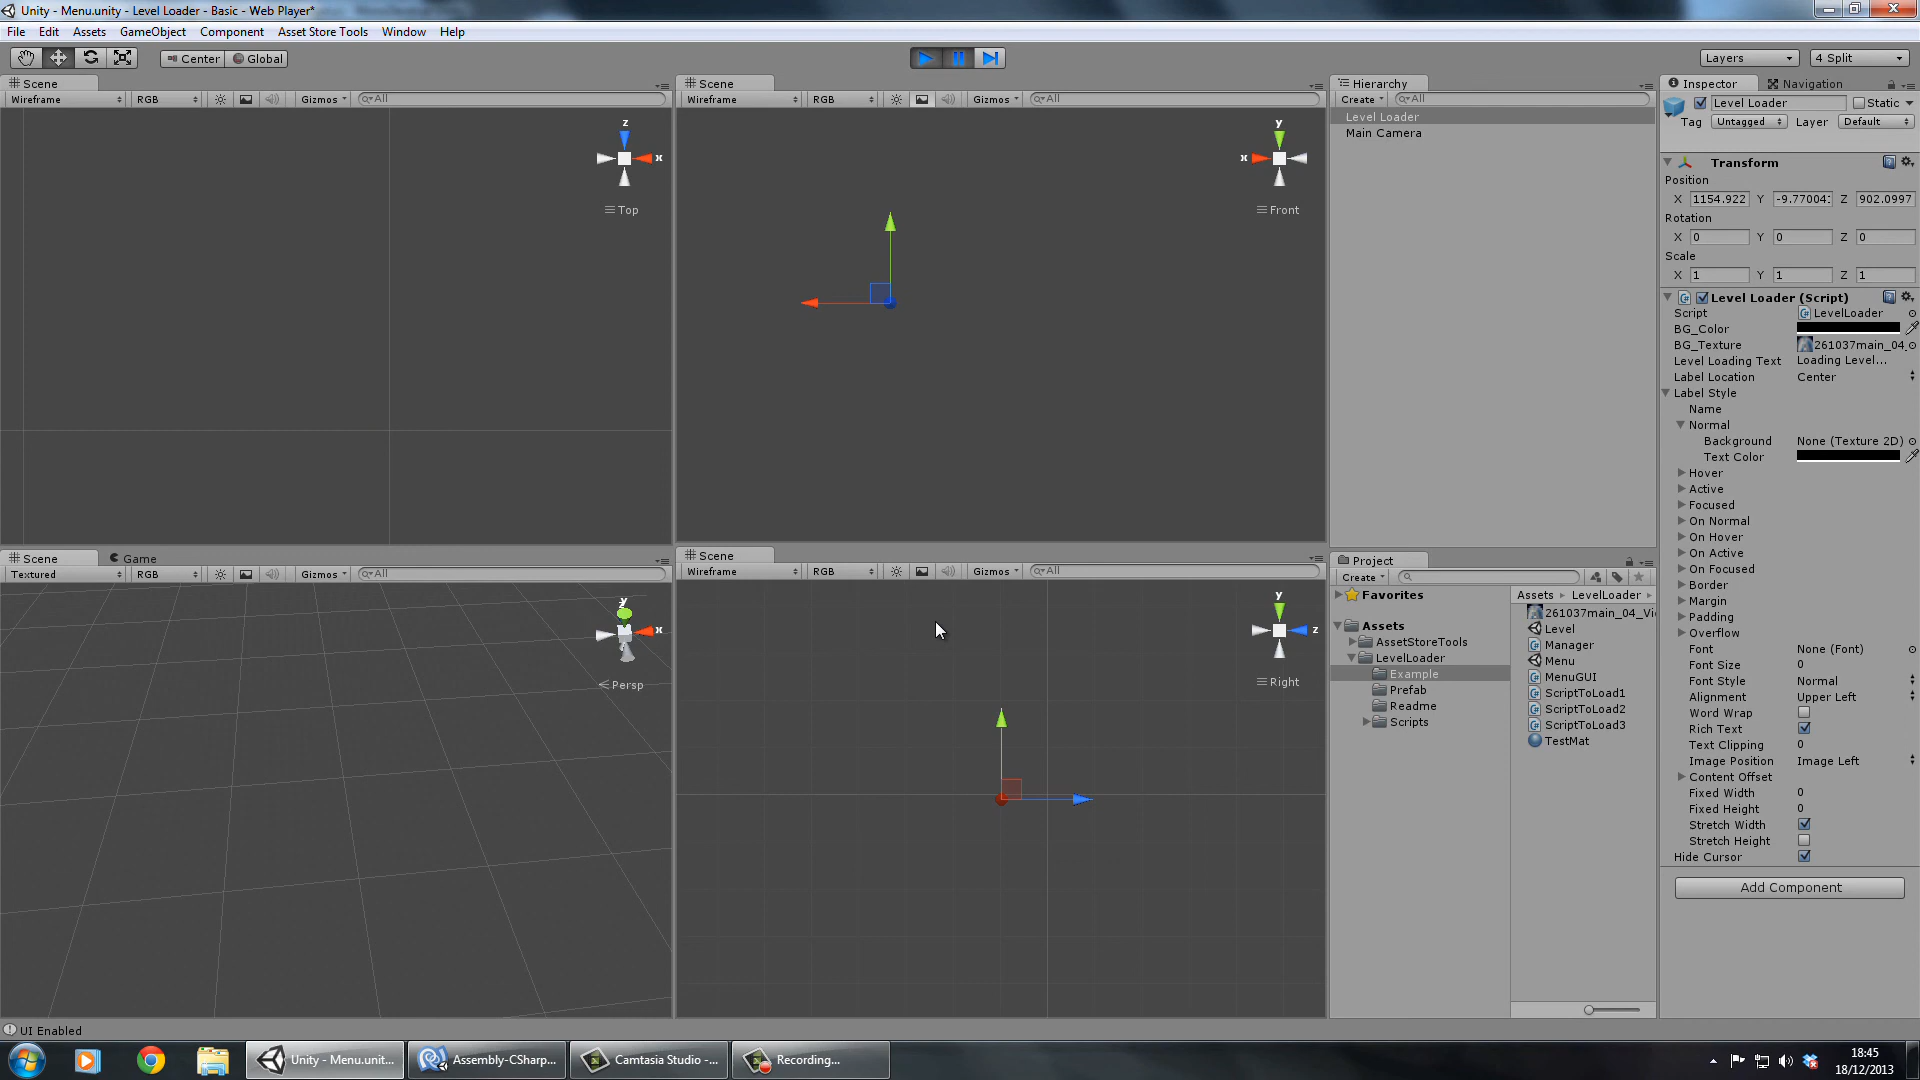 Unity - Menu.unity - Level Loader - Basic - Web Player*
File Edit Assets GameObject Component Asset Store Tools Window Help
Center Global
Layers
4 Split
Scene
Wireframe RGB Gizmos All
z
x
Top
Scene
Wireframe RGB Gizmos All
y
x
Front
Scene Game
Textured RGB Gizmos All
y
x
Persp
Scene
Wireframe RGB Gizmos All
y
z
Right
Hierarchy
Create All
Level Loader
Main Camera
Project
Create
Favorites
Assets
AssetStoreTools
LevelLoader
Example
Prefab
Readme
Scripts
Assets LevelLoader
261037main_04_Vi
Level
Manager
Menu
MenuGUI
ScriptToLoad1
ScriptToLoad2
ScriptToLoad3
TestMat
Inspector Navigation
Level Loader Static
Tag Untagged Layer Default
Transform
Position
X 1154.922 Y -9.77004 Z 902.0997
Rotation
X 0 Y 0 Z 0
Scale
X 1 Y 1 Z 1
Level Loader (Script)
Script LevelLoader
BG_Color
BG_Texture 261037main_04_
Level Loading Text Loading Level...
Label Location Center
Label Style
Name
Normal
Background None (Texture 2D)
Text Color
Hover
Active
Focused
On Normal
On Hover
On Active
On Focused
Border
Margin
Padding
Overflow
Font None (Font)
Font Size 0
Font Style Normal
Alignment Upper Left
Word Wrap
Rich Text
Text Clipping 0
Image Position Image Left
Content Offset
Fixed Width 0
Fixed Height 0
Stretch Width
Stretch Height
Hide Cursor
Add Component
UI Enabled
Unity - Menu.unit...
Assembly-CSharp...
Camtasia Studio -...
Recording...
18:45
18/12/2013